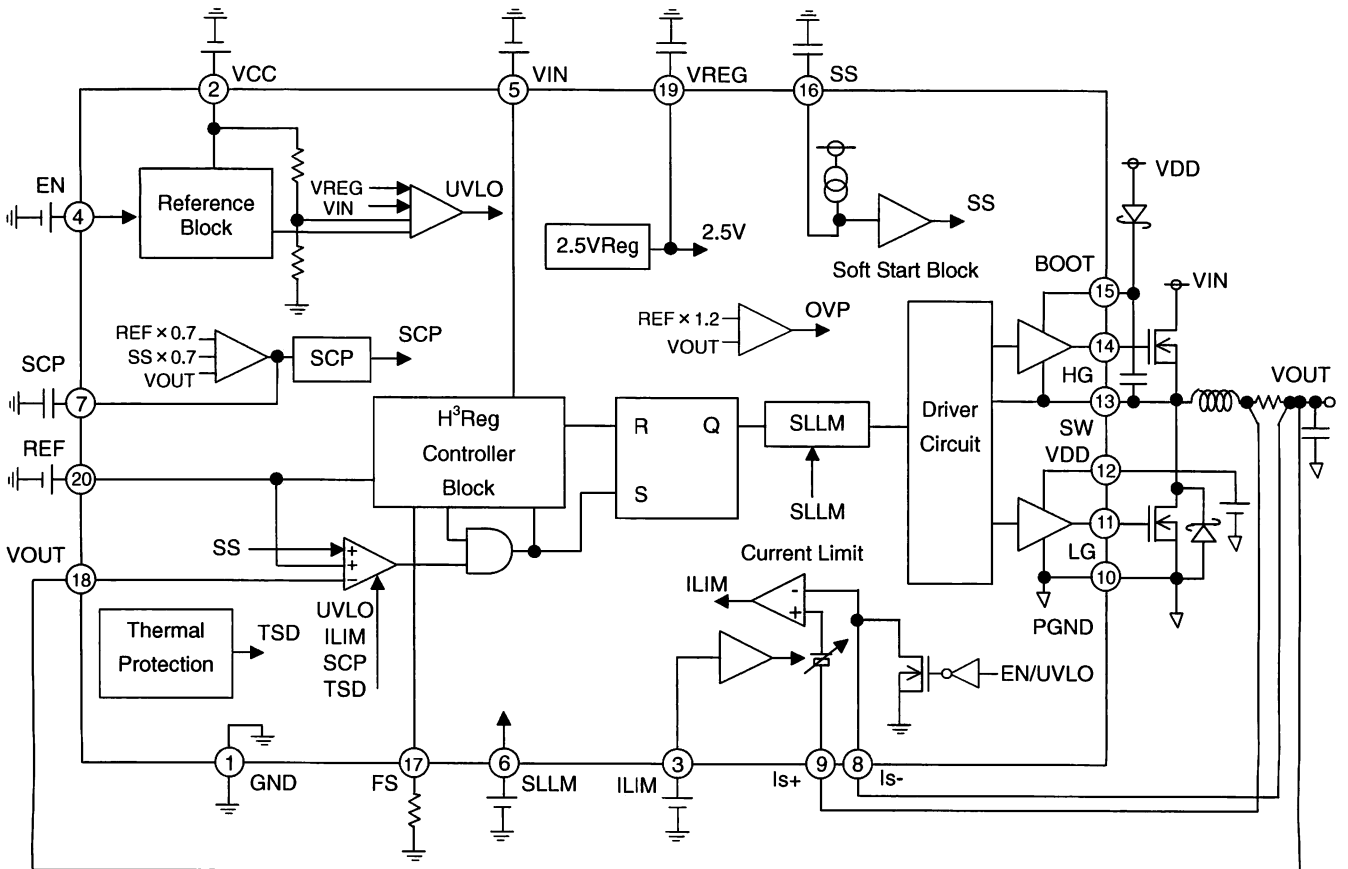 VCC
VIN
VREG
SS
2
5
19
16
EN
4
Reference
Block
VREG
VIN
UVLO
2.5VReg
2.5V
SS
Soft Start Block
VDD
BOOT
15
VIN
REF × 0.7
SS × 0.7
VOUT
SCP
SCP
REF × 1.2
VOUT
OVP
14
HG
SCP
7
13
SW
VOUT
H³Reg
Controller
Block
R
Q
S
SLLM
SLLM
Driver
Circuit
REF
20
VDD
12
11
LG
10
PGND
VOUT
18
SS
+
+
-
UVLO
ILIM
SCP
TSD
Thermal
Protection
TSD
Current Limit
ILIM
-
+
EN/UVLO
1
GND
17
FS
6
SLLM
3
ILIM
9
Is+
8
Is-